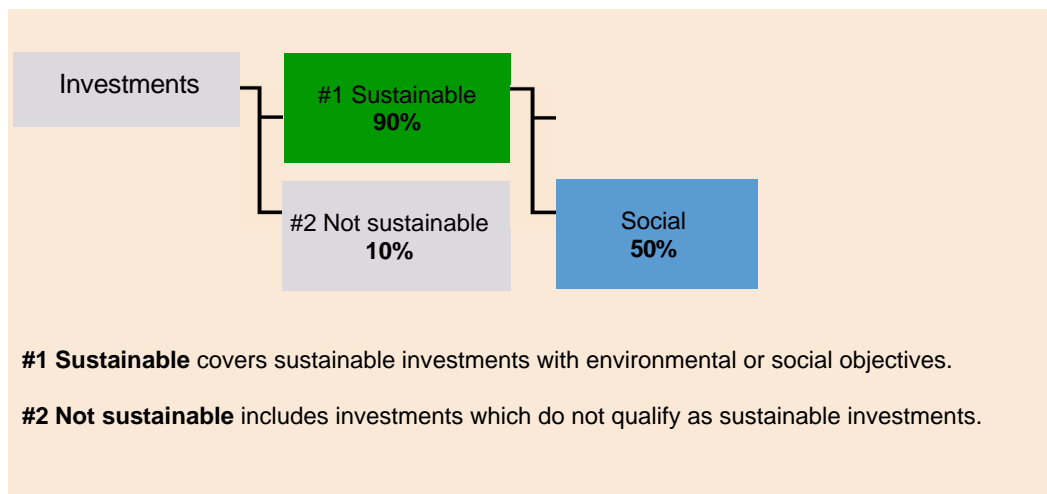 Investments
#1 Sustainable
90%
#2 Not sustainable
10%
Social
50%
#1 Sustainable covers sustainable investments with environmental or social objectives.
#2 Not sustainable includes investments which do not qualify as sustainable investments.